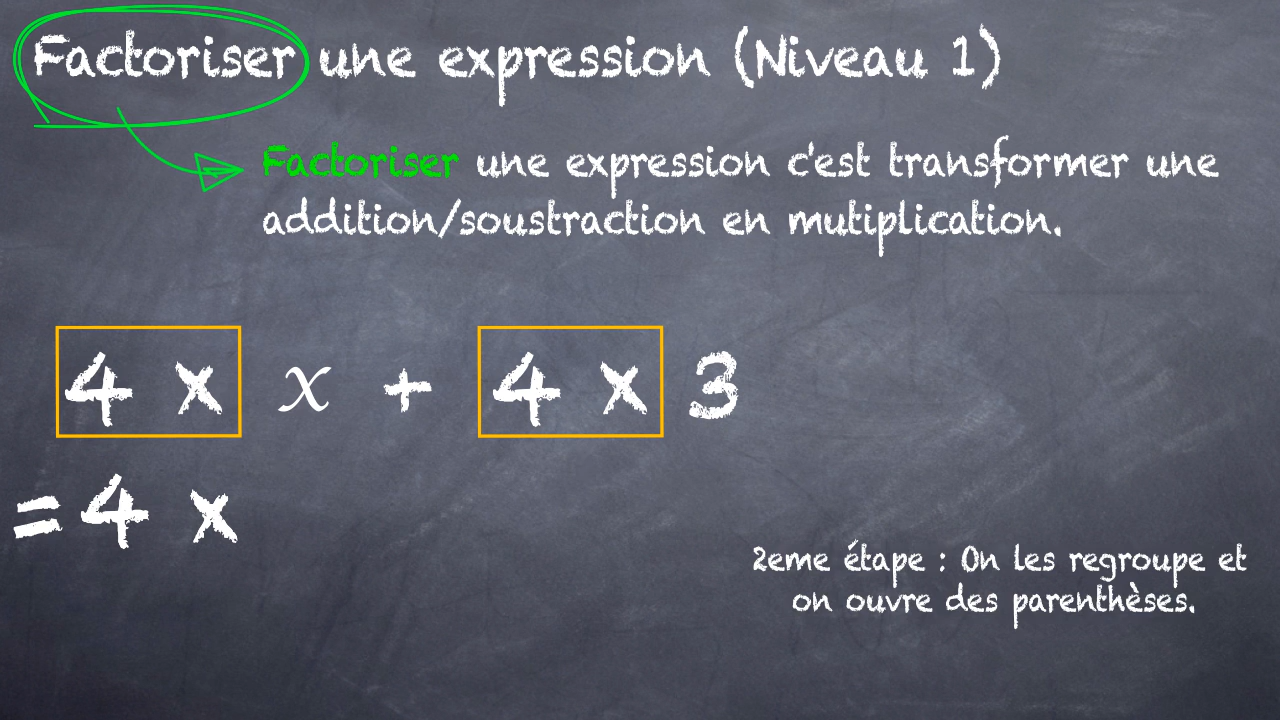 Factoriser une expression (Niveau 1)
Factoriser une expression c'est transformer une
addition/soustraction en mutiplication.
4 x 𝑥 + 4 x 3
= 4 x
2eme étape : On les regroupe et
on ouvre des parenthèses.